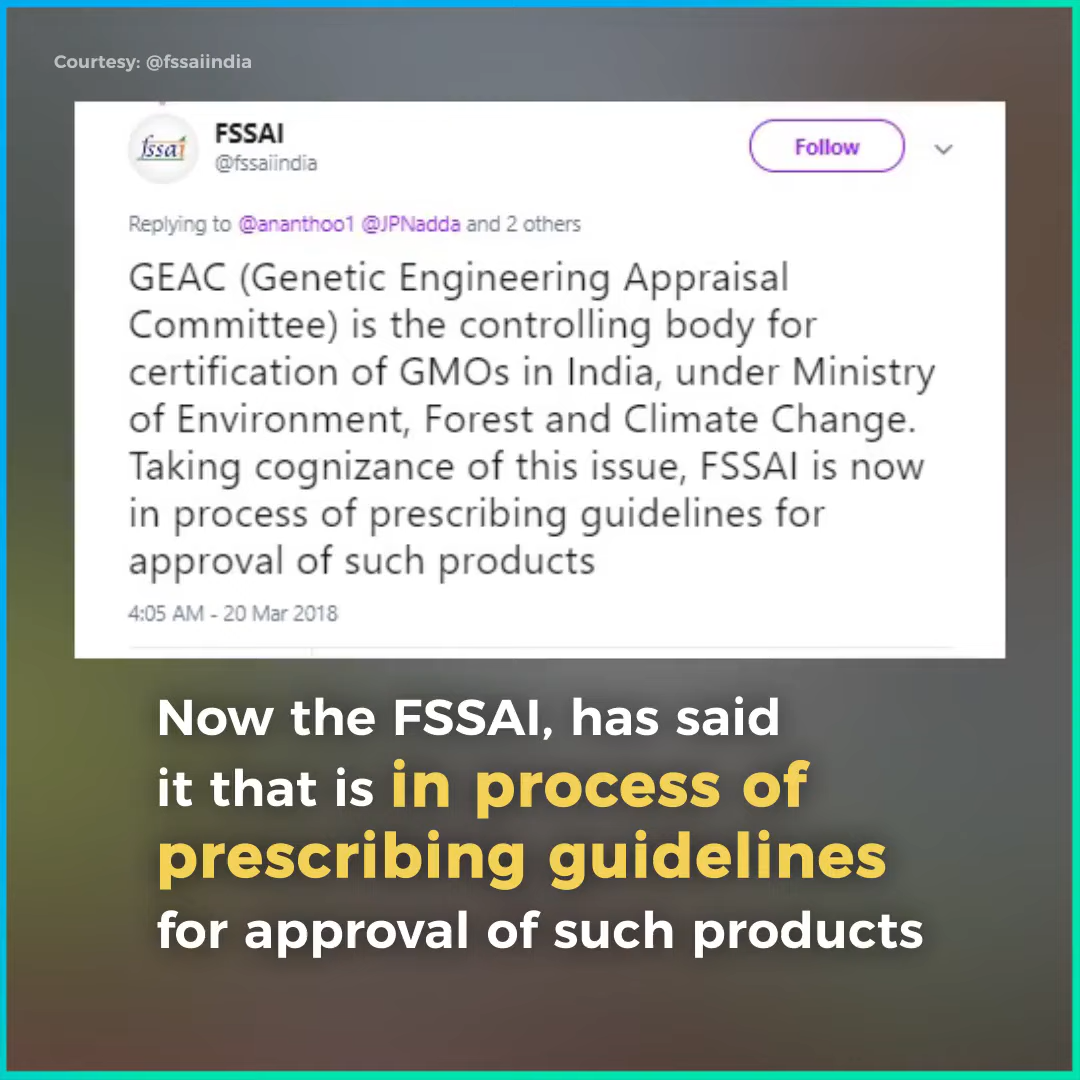 Courtesy: @fssaiindia
fssai
FSSAI
@fssaiindia
Follow
Replying to @ananthoo1 @JPNadda and 2 others
GEAC (Genetic Engineering Appraisal
Committee) is the controlling body for
certification of GMOs in India, under Ministry
of Environment, Forest and Climate Change.
Taking cognizance of this issue, FSSAI is now
in process of prescribing guidelines for
approval of such products
4:05 AM - 20 Mar 2018
Now the FSSAI, has said
it that is in process of
prescribing guidelines
for approval of such products